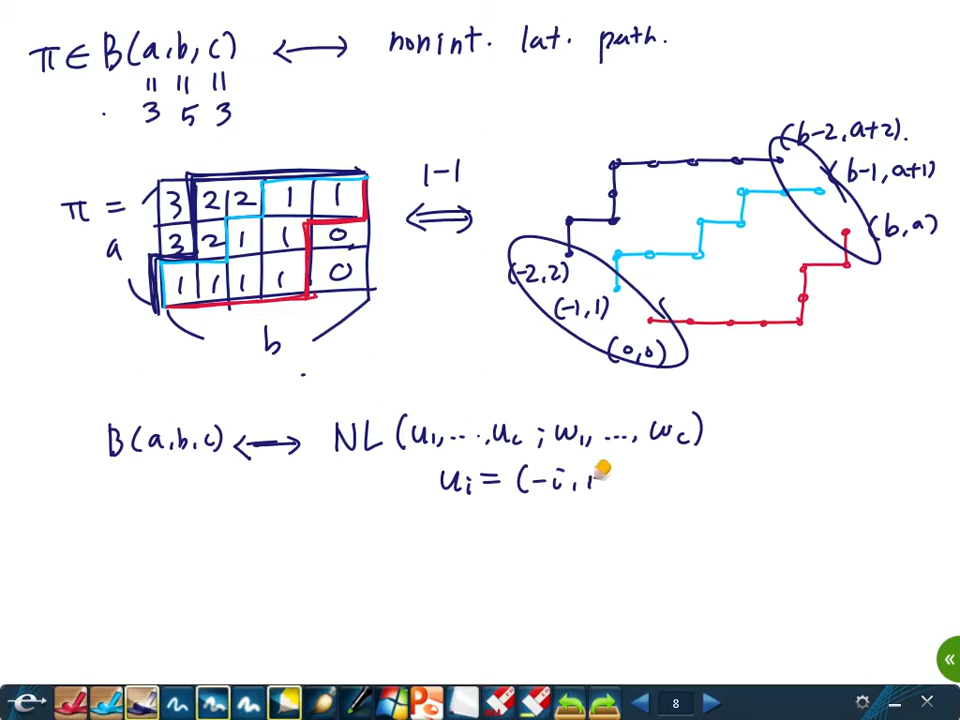 π ∈ B(a,b,c) ⟷ nonint. lat. path.
" " "
3 5 3
1-1
π = 3 2 2 1 1
3 2 1 1 0
1 1 1 1 0
a
b
(b-2, a+2).
(b-1, a+1)
(b, a)
(-2, 2)
(-1, 1)
(0, 0)
B(a,b,c) ⟷ NL (u1, ..., uc ; w1, ..., wc)
ui = (-i, i
e
8
«